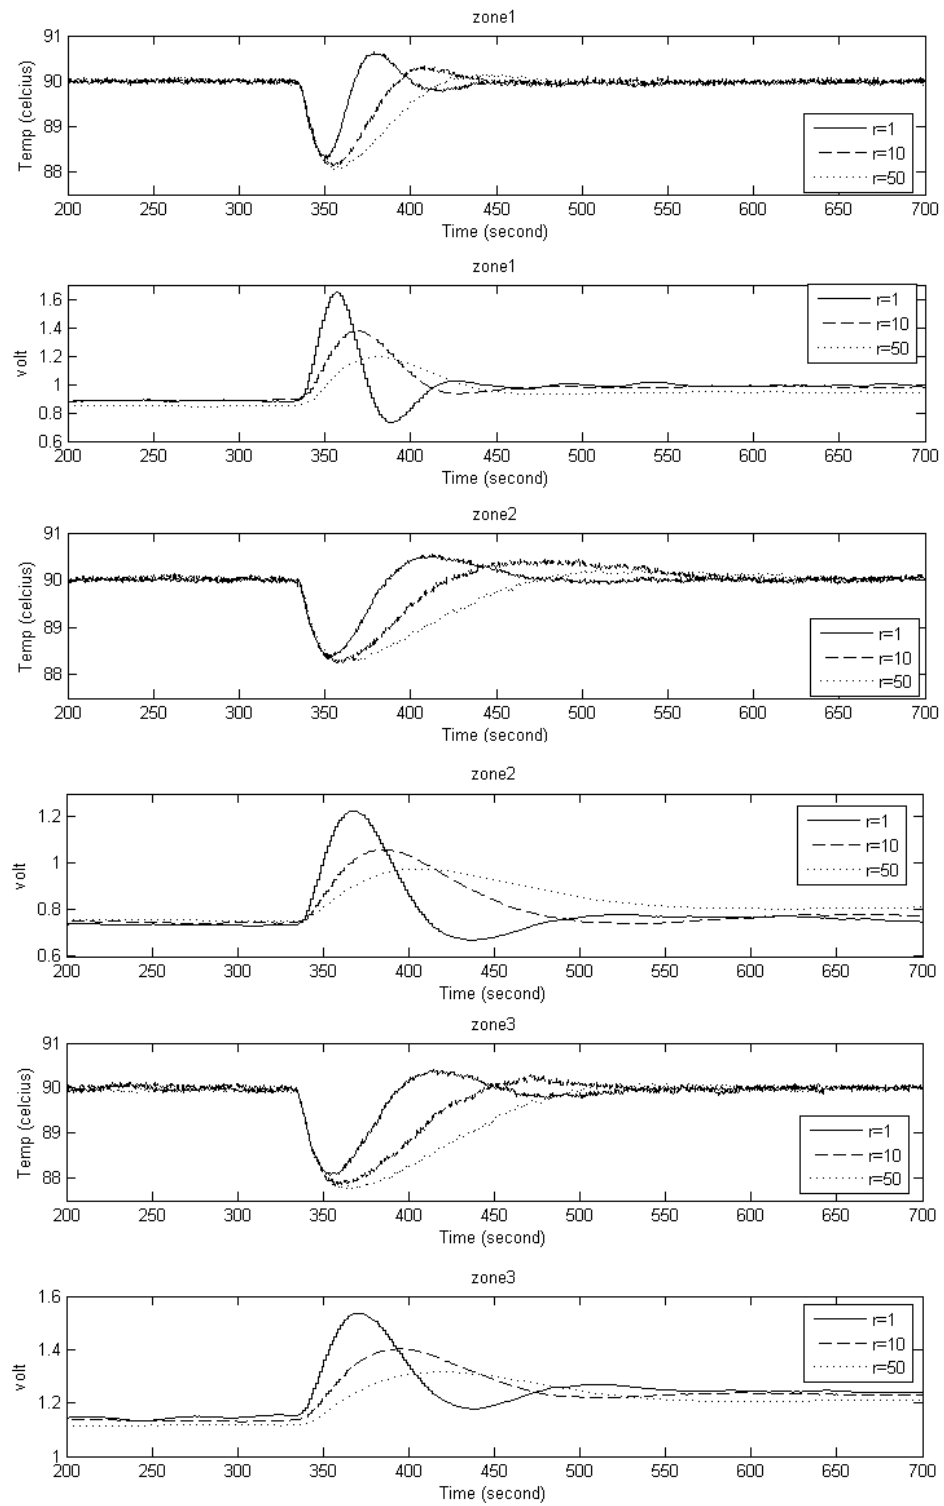 zone1
91
90
89
88
Temp (celcius)
r=1
r=10
r=50
200 250 300 350 400 450 500 550 600 650 700
Time (second)
zone1
1.6
1.4
1.2
1
0.8
0.6
volt
r=1
r=10
r=50
200 250 300 350 400 450 500 550 600 650 700
Time (second)
zone2
91
90
89
88
Temp (celcius)
r=1
r=10
r=50
200 250 300 350 400 450 500 550 600 650 700
Time (second)
zone2
1.2
1
0.8
0.6
volt
r=1
r=10
r=50
200 250 300 350 400 450 500 550 600 650 700
Time (second)
zone3
91
90
89
88
Temp (celcius)
r=1
r=10
r=50
200 250 300 350 400 450 500 550 600 650 700
Time (second)
zone3
1.6
1.4
1.2
1
volt
r=1
r=10
r=50
200 250 300 350 400 450 500 550 600 650 700
Time (second)